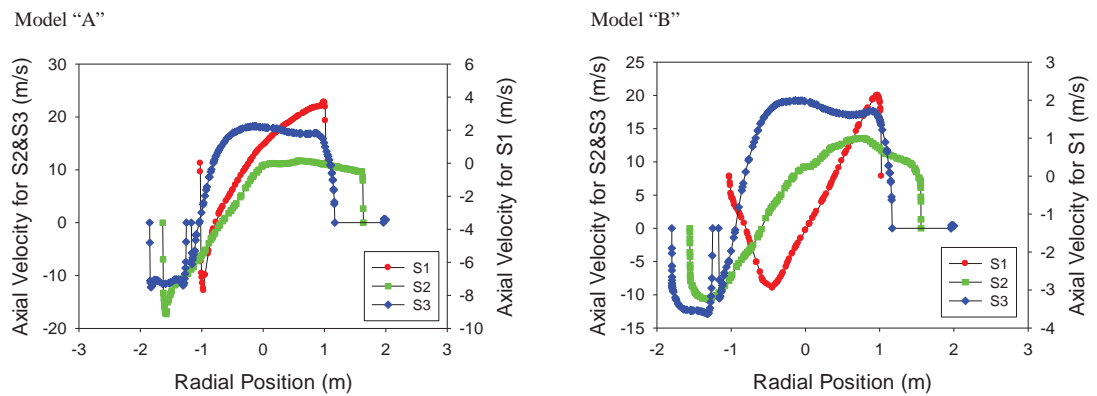 Model “A”
Model “B”
Axial Velocity for S2&S3 (m/s)
30
20
10
0
-10
-20
6
4
2
0
-2
-4
-6
-8
-10
Axial Velocity for S1 (m/s)
S1
S2
S3
-3 -2 -1 0 1 2 3
Radial Position (m)
Axial Velocity for S2&S3 (m/s)
25
20
15
10
5
0
-5
-10
-15
3
2
1
0
-1
-2
-3
-4
Axial Velocity for S1 (m/s)
S1
S2
S3
-2 -1 0 1 2 3
Radial Position (m)